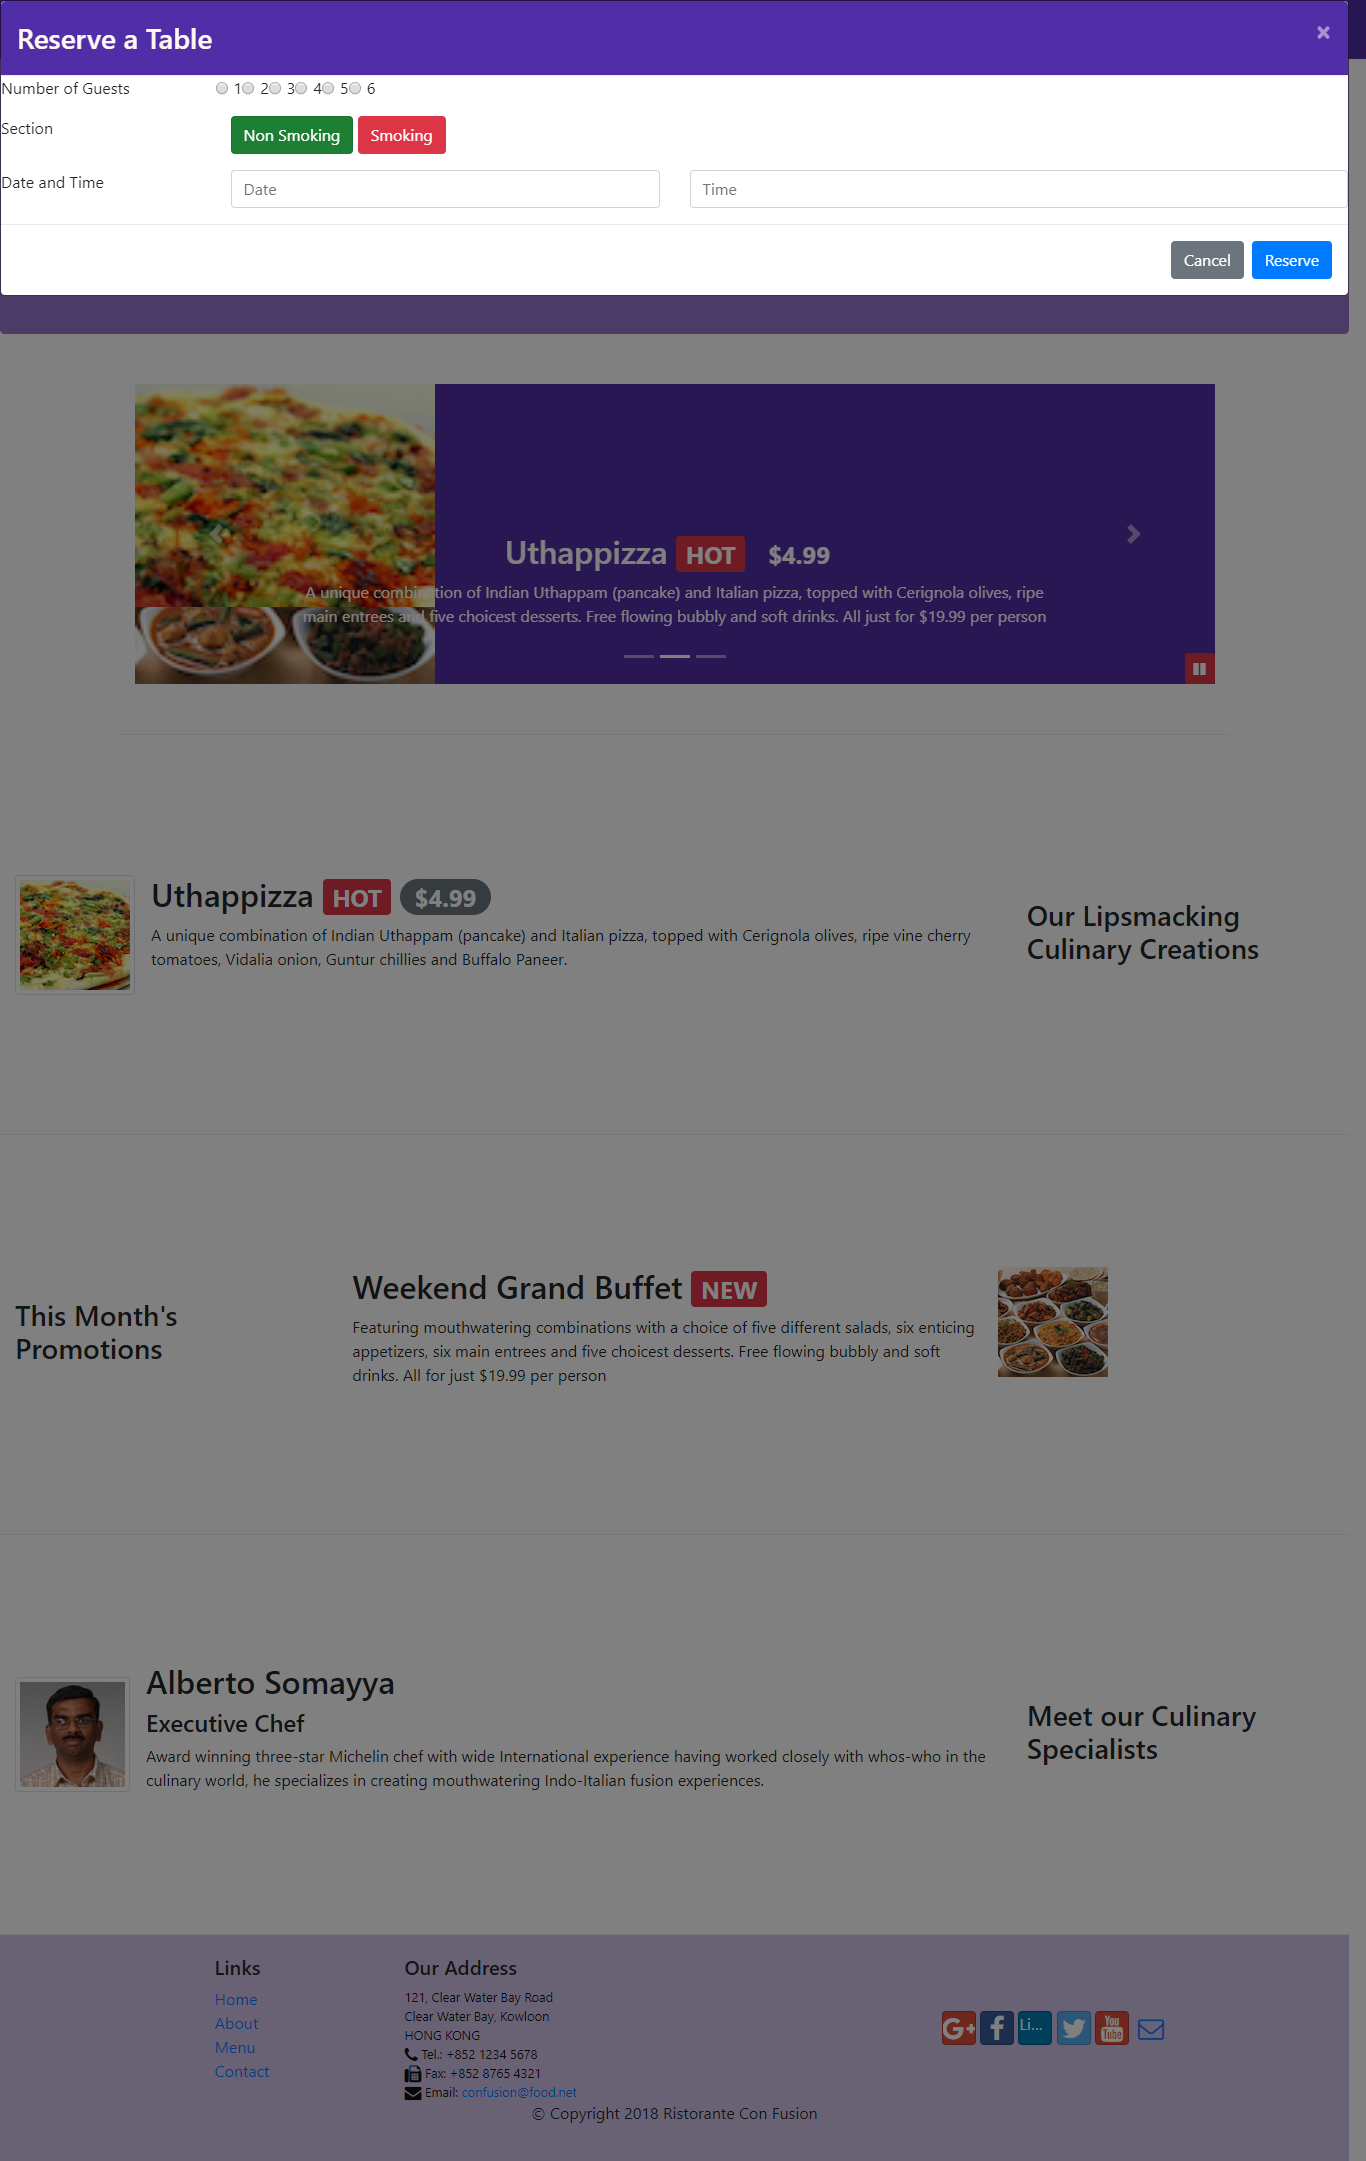 Reserve a Table
×
Number of Guests
1 2 3 4 5 6
Section
Non Smoking Smoking
Date and Time
Date
Time
Cancel Reserve
Uthappizza HOT $4.99
A unique combination of Indian Uthappam (pancake) and Italian pizza, topped with Cerignola olives, ripe
main entrees and five choicest desserts. Free flowing bubbly and soft drinks. All just for $19.99 per person
Uthappizza HOT $4.99
A unique combination of Indian Uthappam (pancake) and Italian pizza, topped with Cerignola olives, ripe vine cherry
tomatoes, Vidalia onion, Guntur chillies and Buffalo Paneer.
Our Lipsmacking
Culinary Creations
This Month's
Promotions
Weekend Grand Buffet NEW
Featuring mouthwatering combinations with a choice of five different salads, six enticing
appetizers, six main entrees and five choicest desserts. Free flowing bubbly and soft
drinks. All for just $19.99 per person
Alberto Somayya
Executive Chef
Award winning three-star Michelin chef with wide International experience having worked closely with whos-who in the
culinary world, he specializes in creating mouthwatering Indo-Italian fusion experiences.
Meet our Culinary
Specialists
Links
Home
About
Menu
Contact
Our Address
121, Clear Water Bay Road
Clear Water Bay, Kowloon
HONG KONG
Tel.: +852 1234 5678
Fax: +852 8765 4321
Email: confusion@food.net
G+ f Li... You Tube
© Copyright 2018 Ristorante Con Fusion